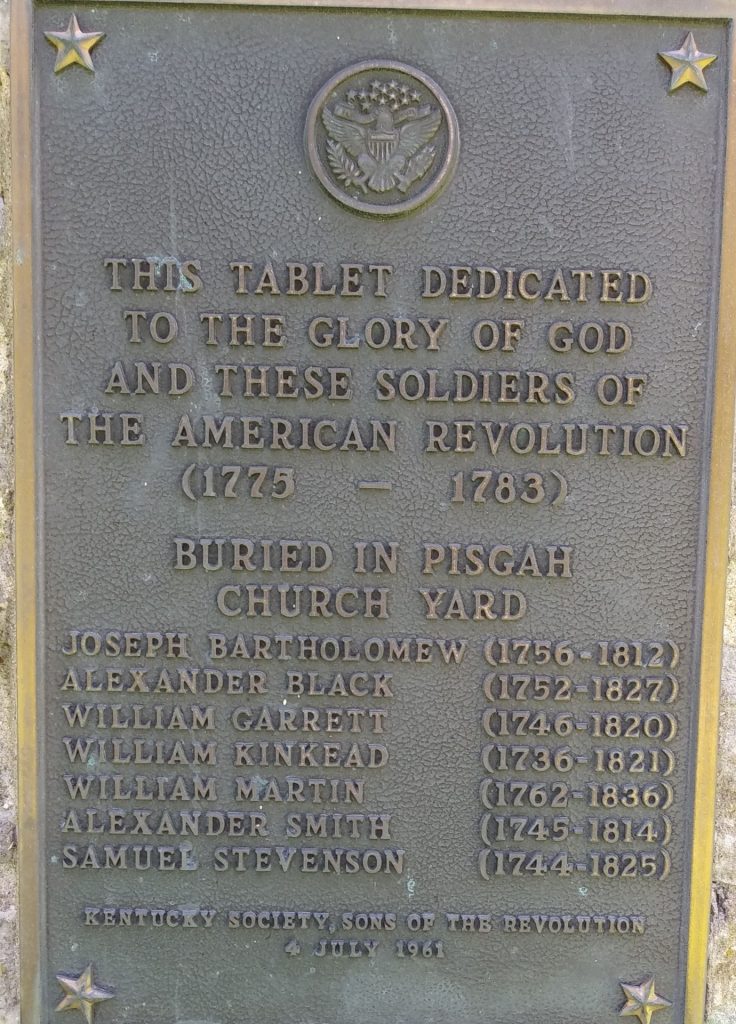 THIS TABLET DEDICATED
TO THE GLORY OF GOD
AND THESE SOLDIERS OF
THE AMERICAN REVOLUTION
(1775 — 1783)
BURIED IN PISGAH
CHURCH YARD
JOSEPH BARTHOLOMEW (1756-1812)
ALEXANDER BLACK (1752-1827)
WILLIAM GARRETT (1746-1820)
WILLIAM KINKEAD (1736-1821)
WILLIAM MARTIN (1762-1836)
ALEXANDER SMITH (1745-1814)
SAMUEL STEVENSON (1744-1825)
KENTUCKY SOCIETY, SONS OF THE REVOLUTION
4 JULY 1961